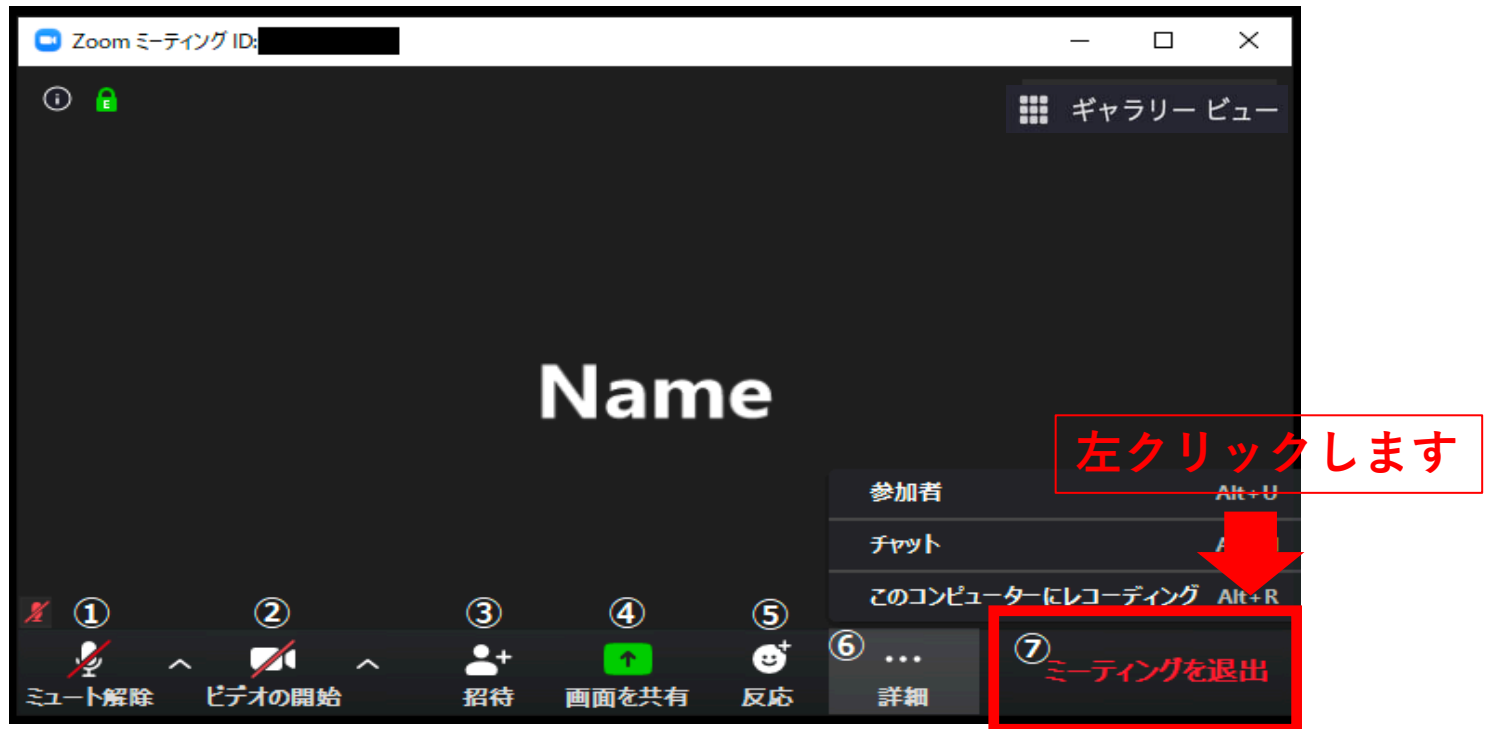 Zoom ミーティング ID:
E
ギャラリー ビュー
Name
左クリックします
参加者 Alt+U
チャット
このコンピューターにレコーディング Alt+R
① ② ③ ④ ⑤ ⑥ ⑦
ミュート解除 ビデオの開始 招待 画面を共有 反応 詳細 ミーティングを退出